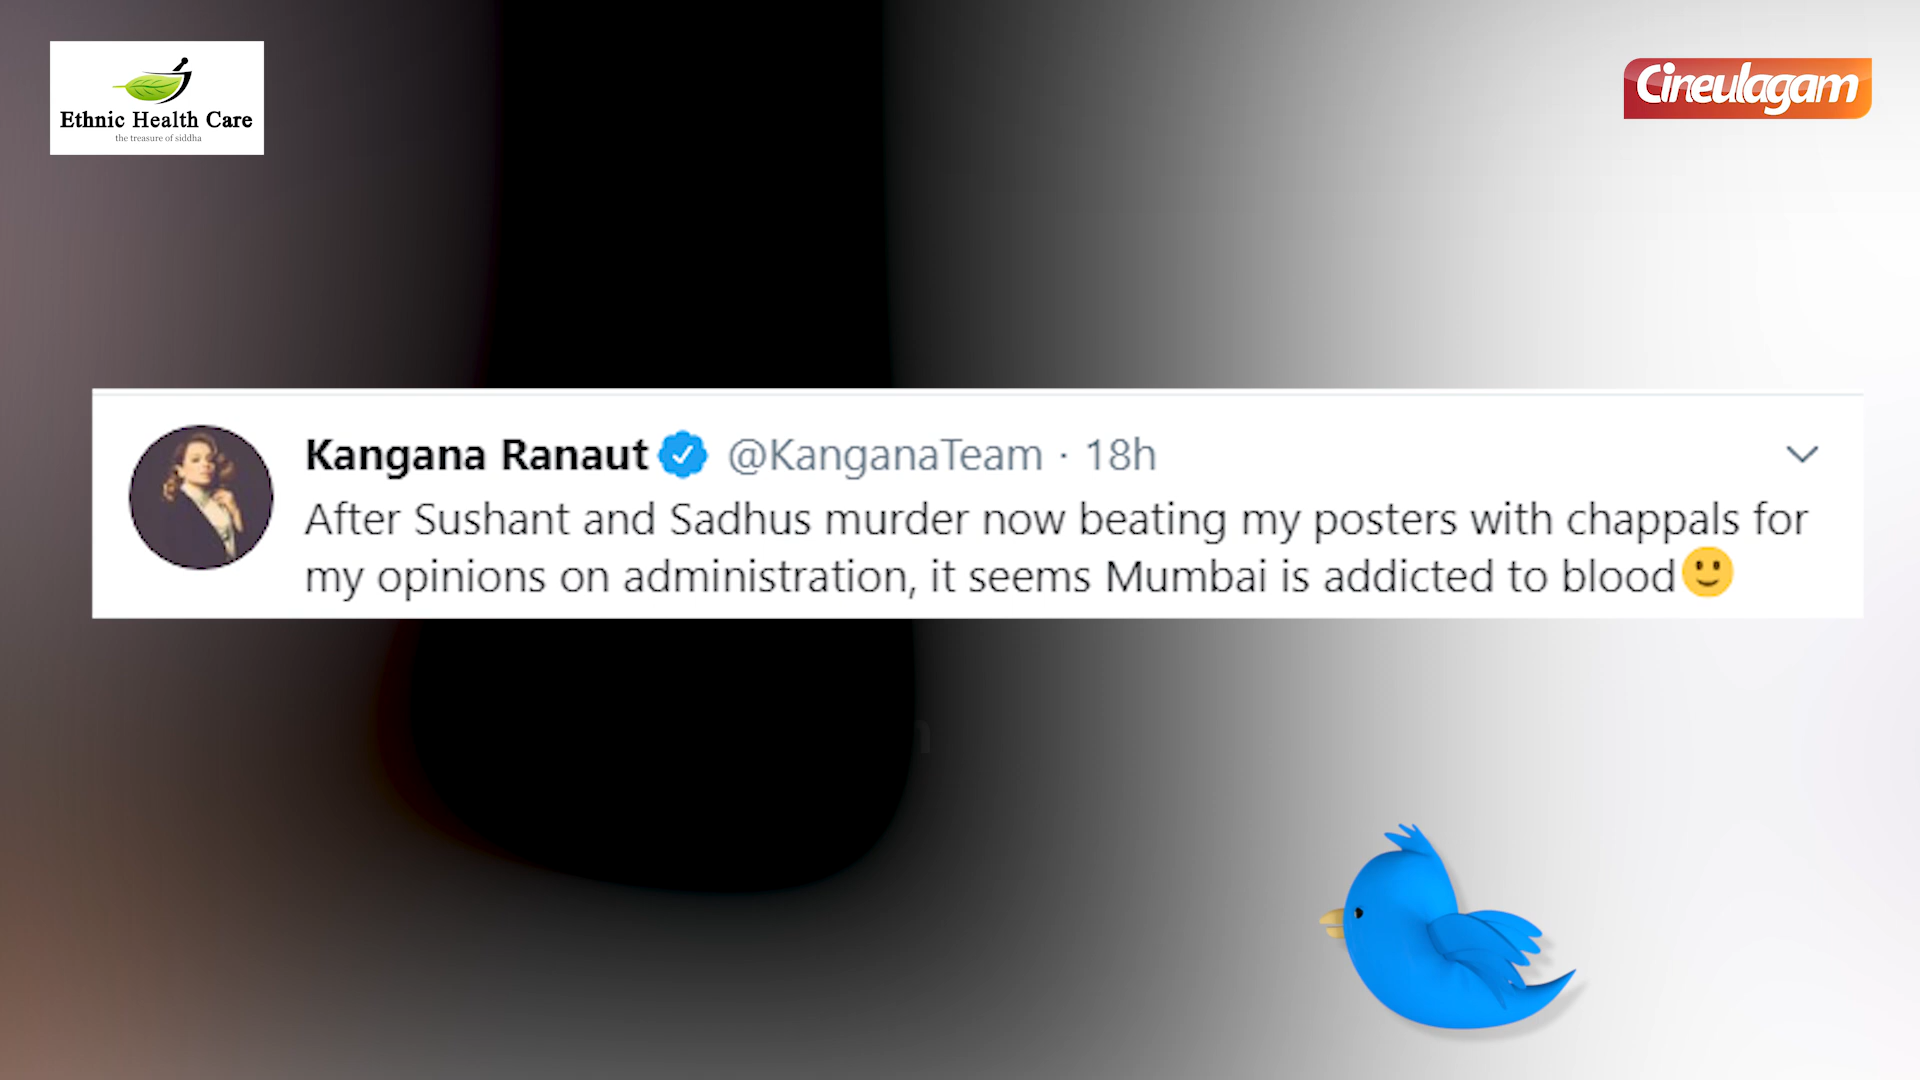 Ethnic Health Care
the treasure of siddha
Cineulagam
Kangana Ranaut @KanganaTeam · 18h
After Sushant and Sadhus murder now beating my posters with chappals for
my opinions on administration, it seems Mumbai is addicted to blood🙂